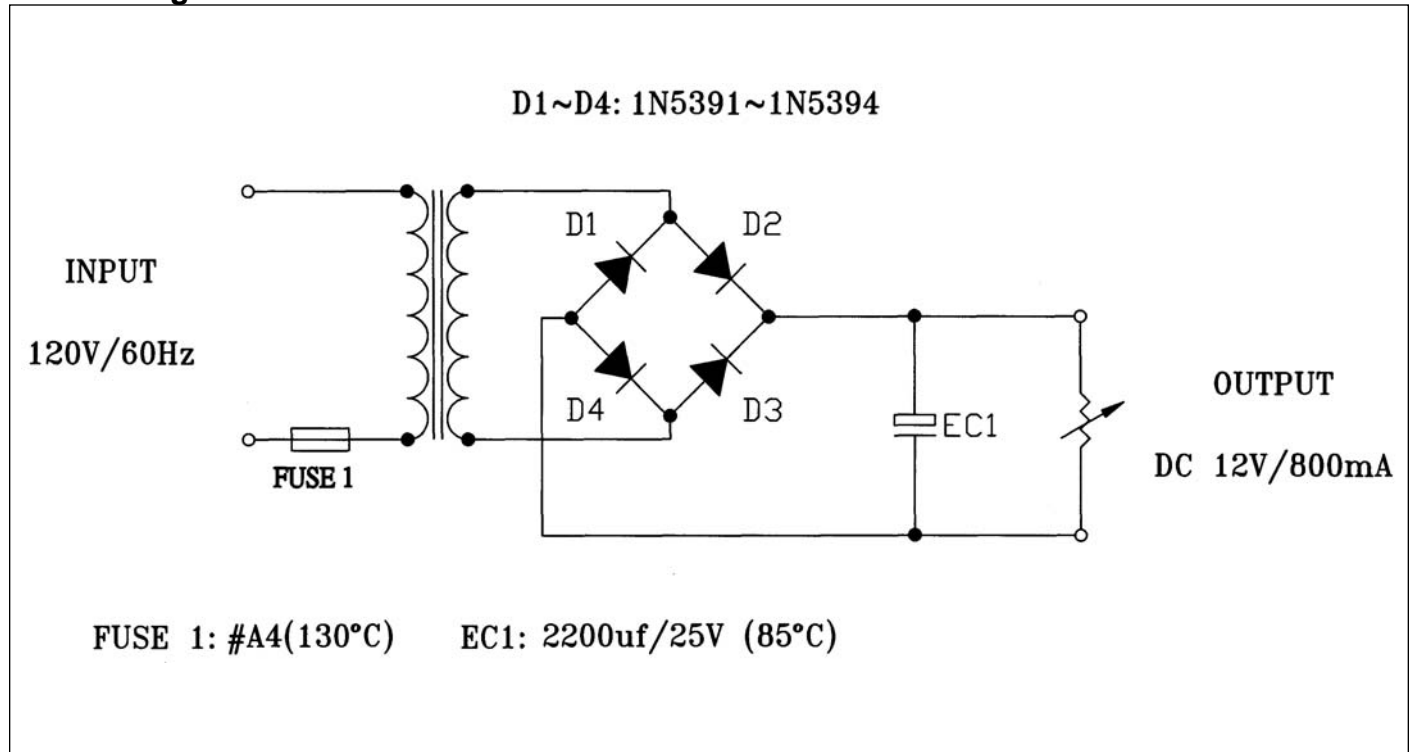 D1~D4: 1N5391~1N5394
D1
D2
INPUT
120V/60Hz
D4
D3
EC1
OUTPUT
DC 12V/800mA
FUSE 1
FUSE 1: #A4(130°C)
EC1: 2200uf/25V (85°C)